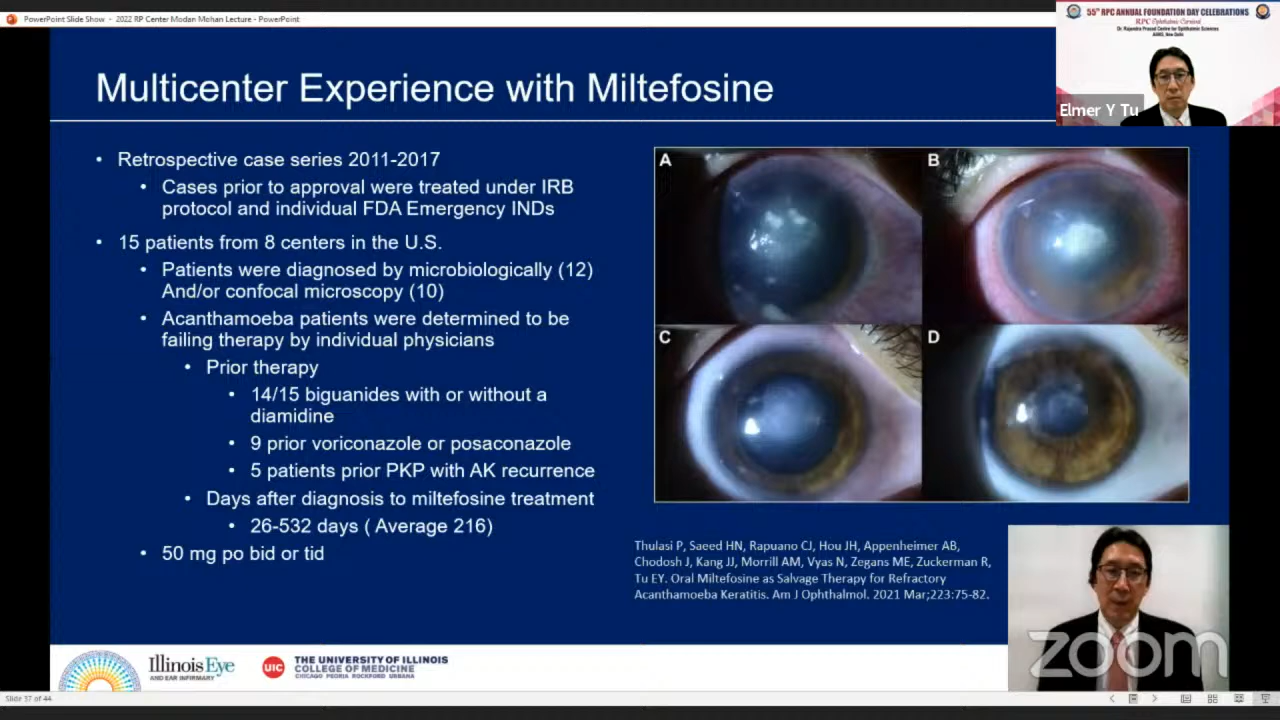 PowerPoint Slide Show - 2022 RP Center Modan Mohan Lecture - PowerPoint
55th RPC ANNUAL FOUNDATION DAY CELEBRATIONS
RPC Ophthalmic Carnival
Dr. Rajendra Prasad Centre for Ophthalmic Sciences
AIIMS, New Delhi
Elmer Y Tu
Multicenter Experience with Miltefosine
• Retrospective case series 2011-2017
• Cases prior to approval were treated under IRB
protocol and individual FDA Emergency INDs
• 15 patients from 8 centers in the U.S.
• Patients were diagnosed by microbiologically (12)
And/or confocal microscopy (10)
• Acanthamoeba patients were determined to be
failing therapy by individual physicians
• Prior therapy
• 14/15 biguanides with or without a
diamidine
• 9 prior voriconazole or posaconazole
• 5 patients prior PKP with AK recurrence
• Days after diagnosis to miltefosine treatment
• 26-532 days ( Average 216)
• 50 mg po bid or tid
A
B
C
D
Thulasi P, Saeed HN, Rapuano CJ, Hou JH, Appenheimer AB,
Chodosh J, Kang JJ, Morrill AM, Vyas N, Zegans ME, Zuckerman R,
Tu EY. Oral Miltefosine as Salvage Therapy for Refractory
Acanthamoeba Keratitis. Am J Ophthalmol. 2021 Mar;223:75-82.
zoom
Illinois Eye
AND EAR INFIRMARY
UIC
THE UNIVERSITY OF ILLINOIS
COLLEGE OF MEDICINE
CHICAGO PEORIA ROCKFORD URBANA
Slide 37 of 44